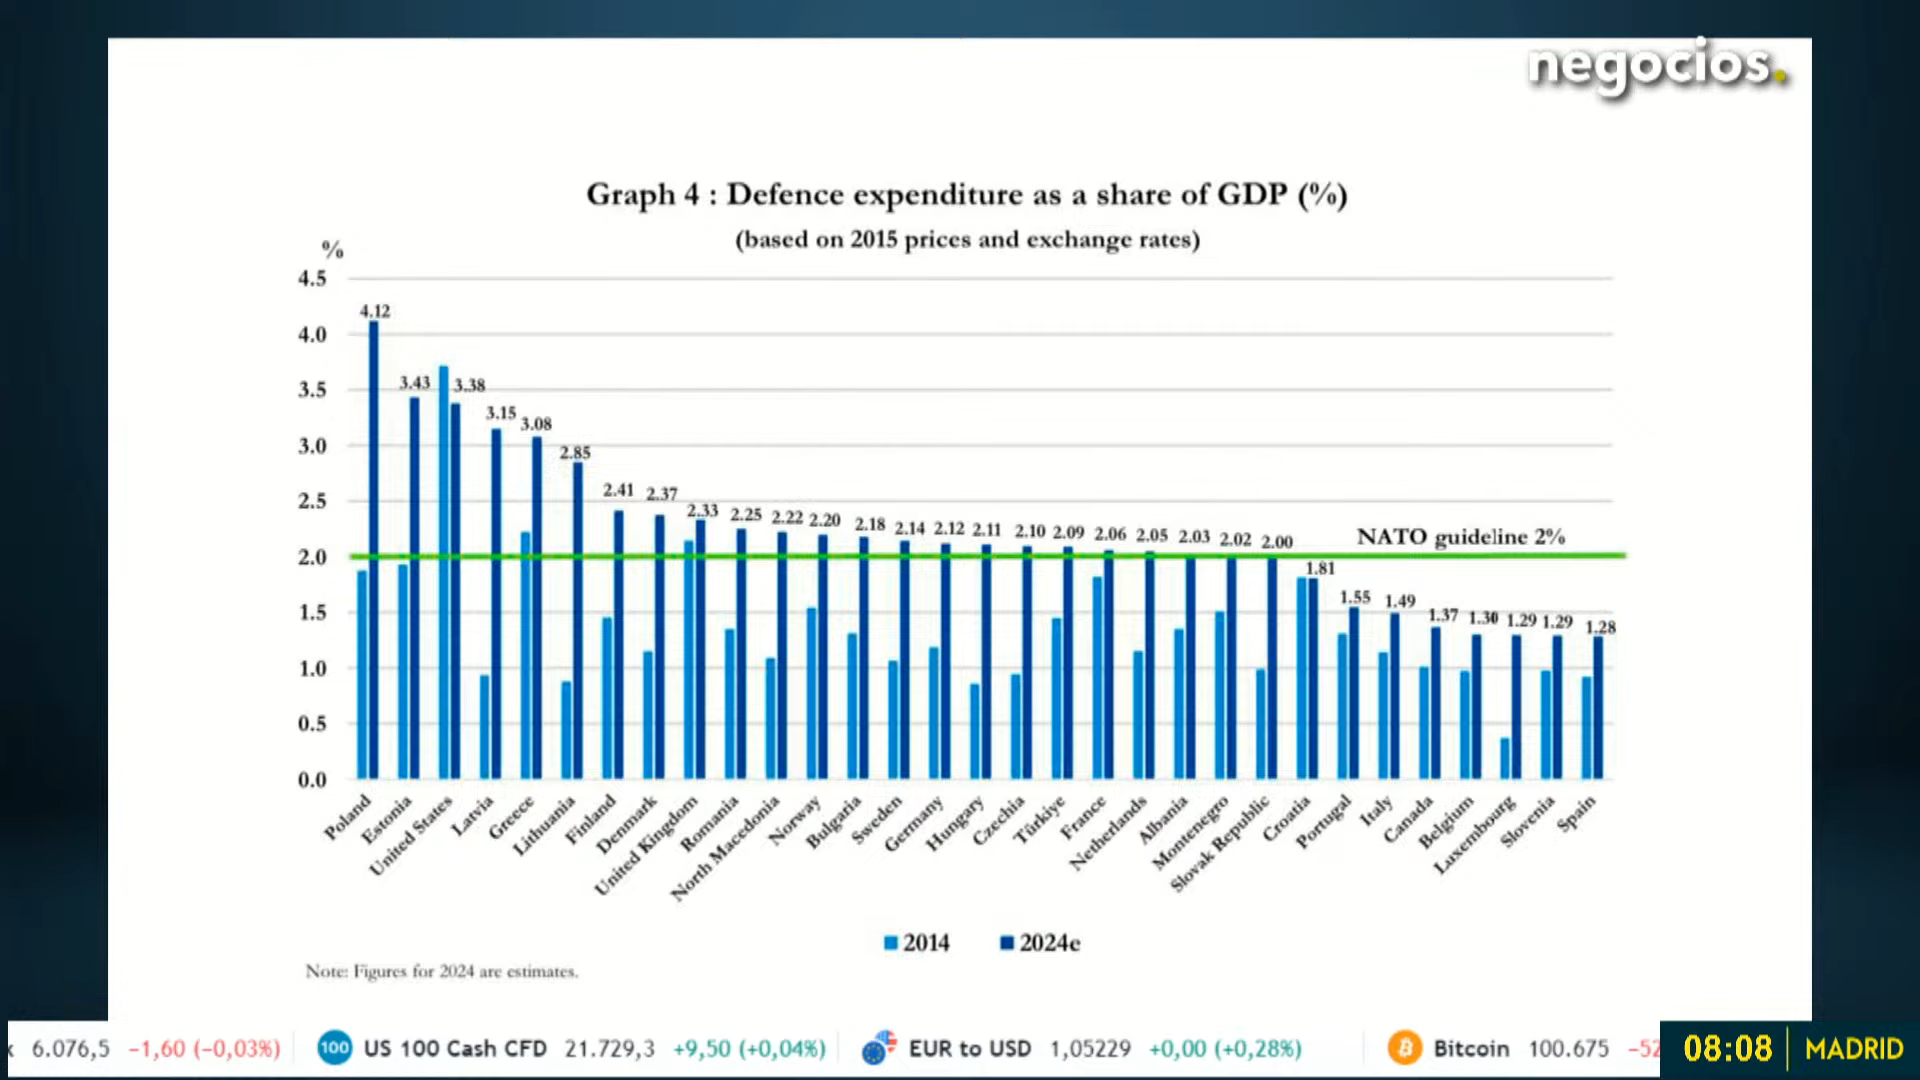 negocios.
Graph 4 : Defence expenditure as a share of GDP (%)
(based on 2015 prices and exchange rates)
%
4.5
4.0
3.5
3.0
2.5
2.0
1.5
1.0
0.5
0.0
4.12
3.43
3.38
3.15
3.08
2.85
2.41
2.37
2.33
2.25
2.22
2.20
2.18
2.14
2.12
2.11
2.10
2.09
2.06
2.05
2.03
2.02
2.00
1.81
1.55
1.49
1.37
1.30
1.29
1.29
1.28
NATO guideline 2%
Poland
Estonia
United States
Latvia
Greece
Lithuania
Finland
Denmark
United Kingdom
Romania
North Macedonia
Norway
Bulgaria
Sweden
Germany
Hungary
Czechia
Türkiye
France
Netherlands
Albania
Montenegro
Slovak Republic
Croatia
Portugal
Italy
Canada
Belgium
Luxembourg
Slovenia
Spain
2014 2024e
Note: Figures for 2024 are estimates.
6.076,5 −1,60 (−0,03%) 100 US 100 Cash CFD 21.729,3 +9,50 (+0,04%) EUR to USD 1,05229 +0,00 (+0,28%) Bitcoin 100.675 −52 08:08 MADRID